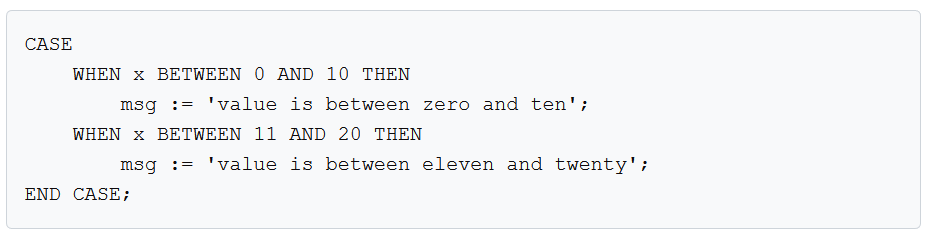 CASE
    WHEN x BETWEEN 0 AND 10 THEN
        msg := 'value is between zero and ten';
    WHEN x BETWEEN 11 AND 20 THEN
        msg := 'value is between eleven and twenty';
END CASE;